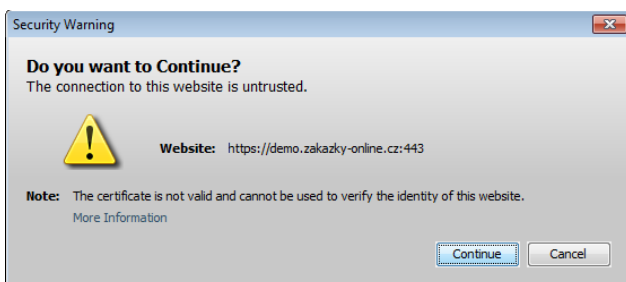 Security Warning
Do you want to Continue?
The connection to this website is untrusted.
Website: https://demo.zakazky-online.cz:443
Note: The certificate is not valid and cannot be used to verify the identity of this website.
More Information
Continue Cancel